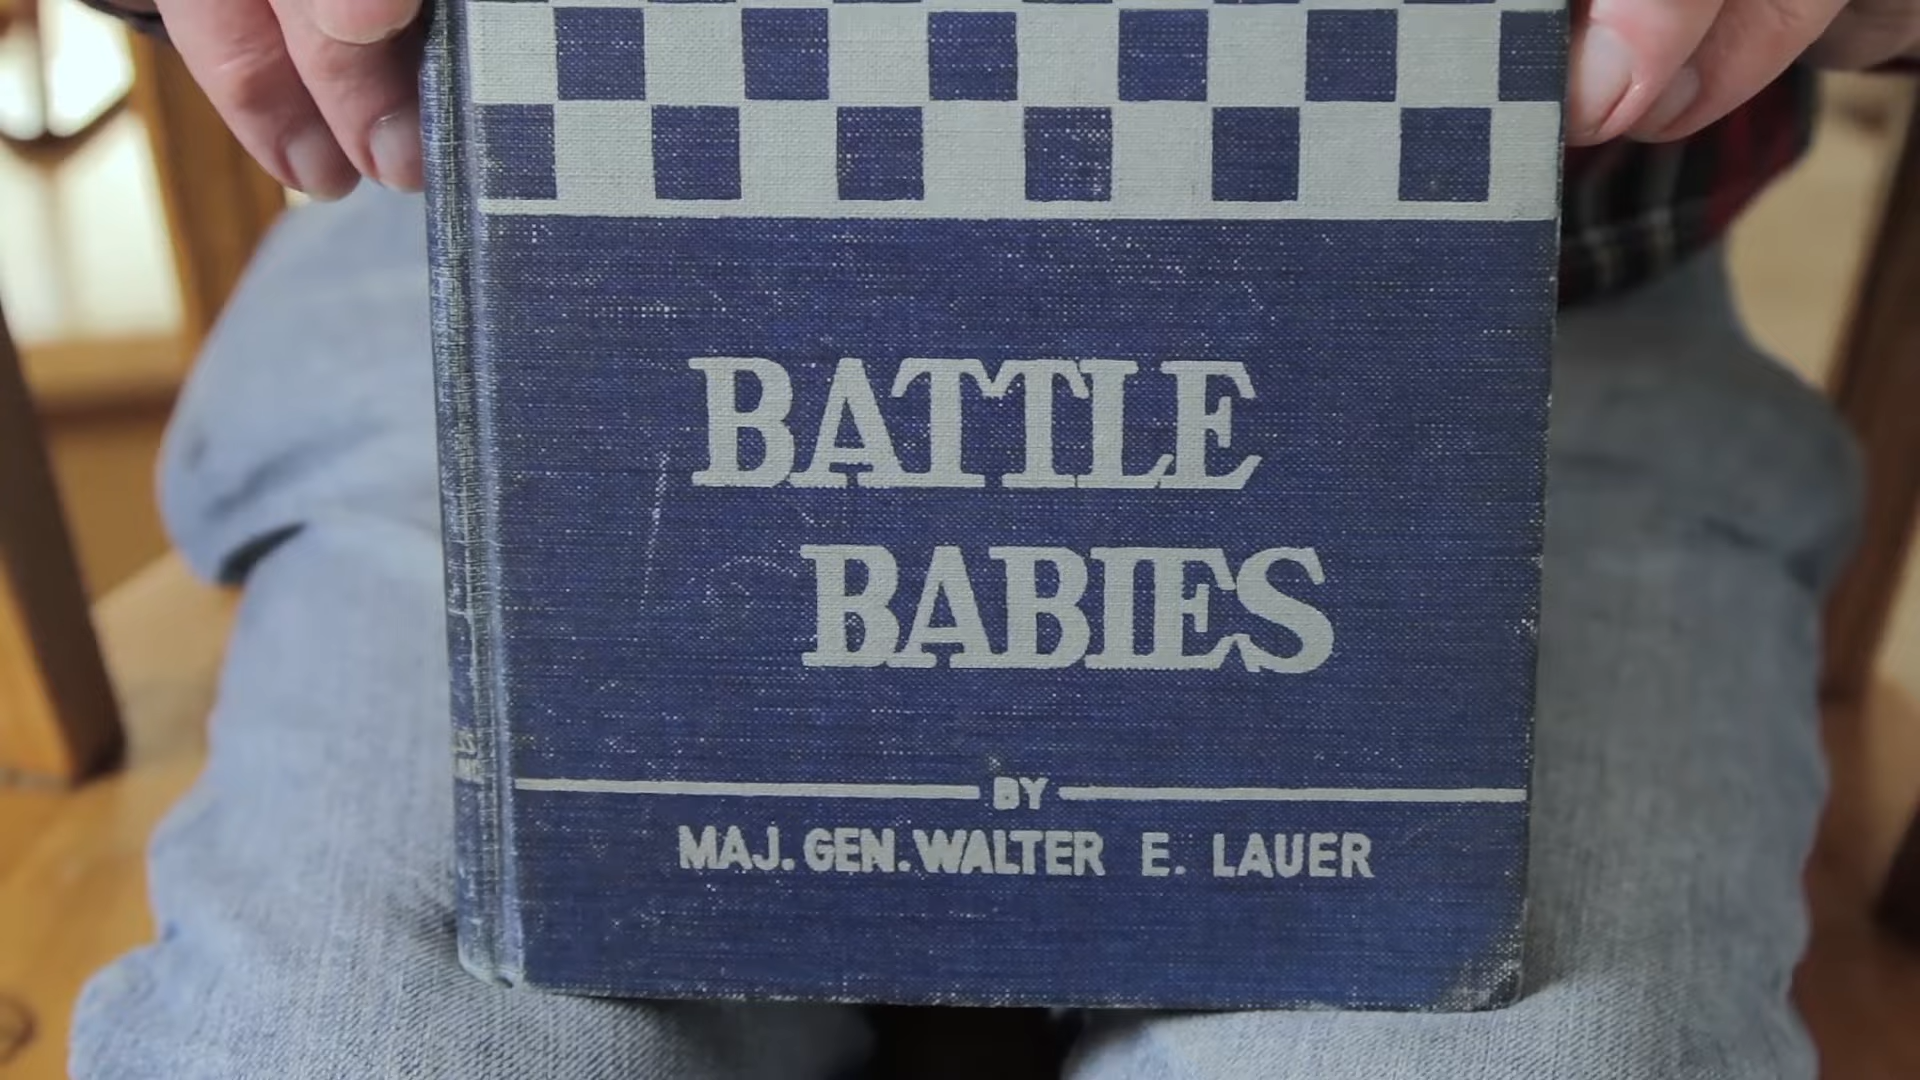 BATTLE
BABIES
BY
MAJ. GEN. WALTER E. LAUER